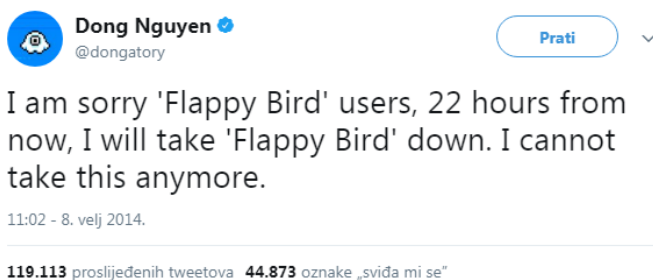 Dong Nguyen
@dongatory
Prati
I am sorry 'Flappy Bird' users, 22 hours from
now, I will take 'Flappy Bird' down. I cannot
take this anymore.
11:02 - 8. velj 2014.
119.113 proslijeđenih tweetova 44.873 oznake „sviđa mi se”